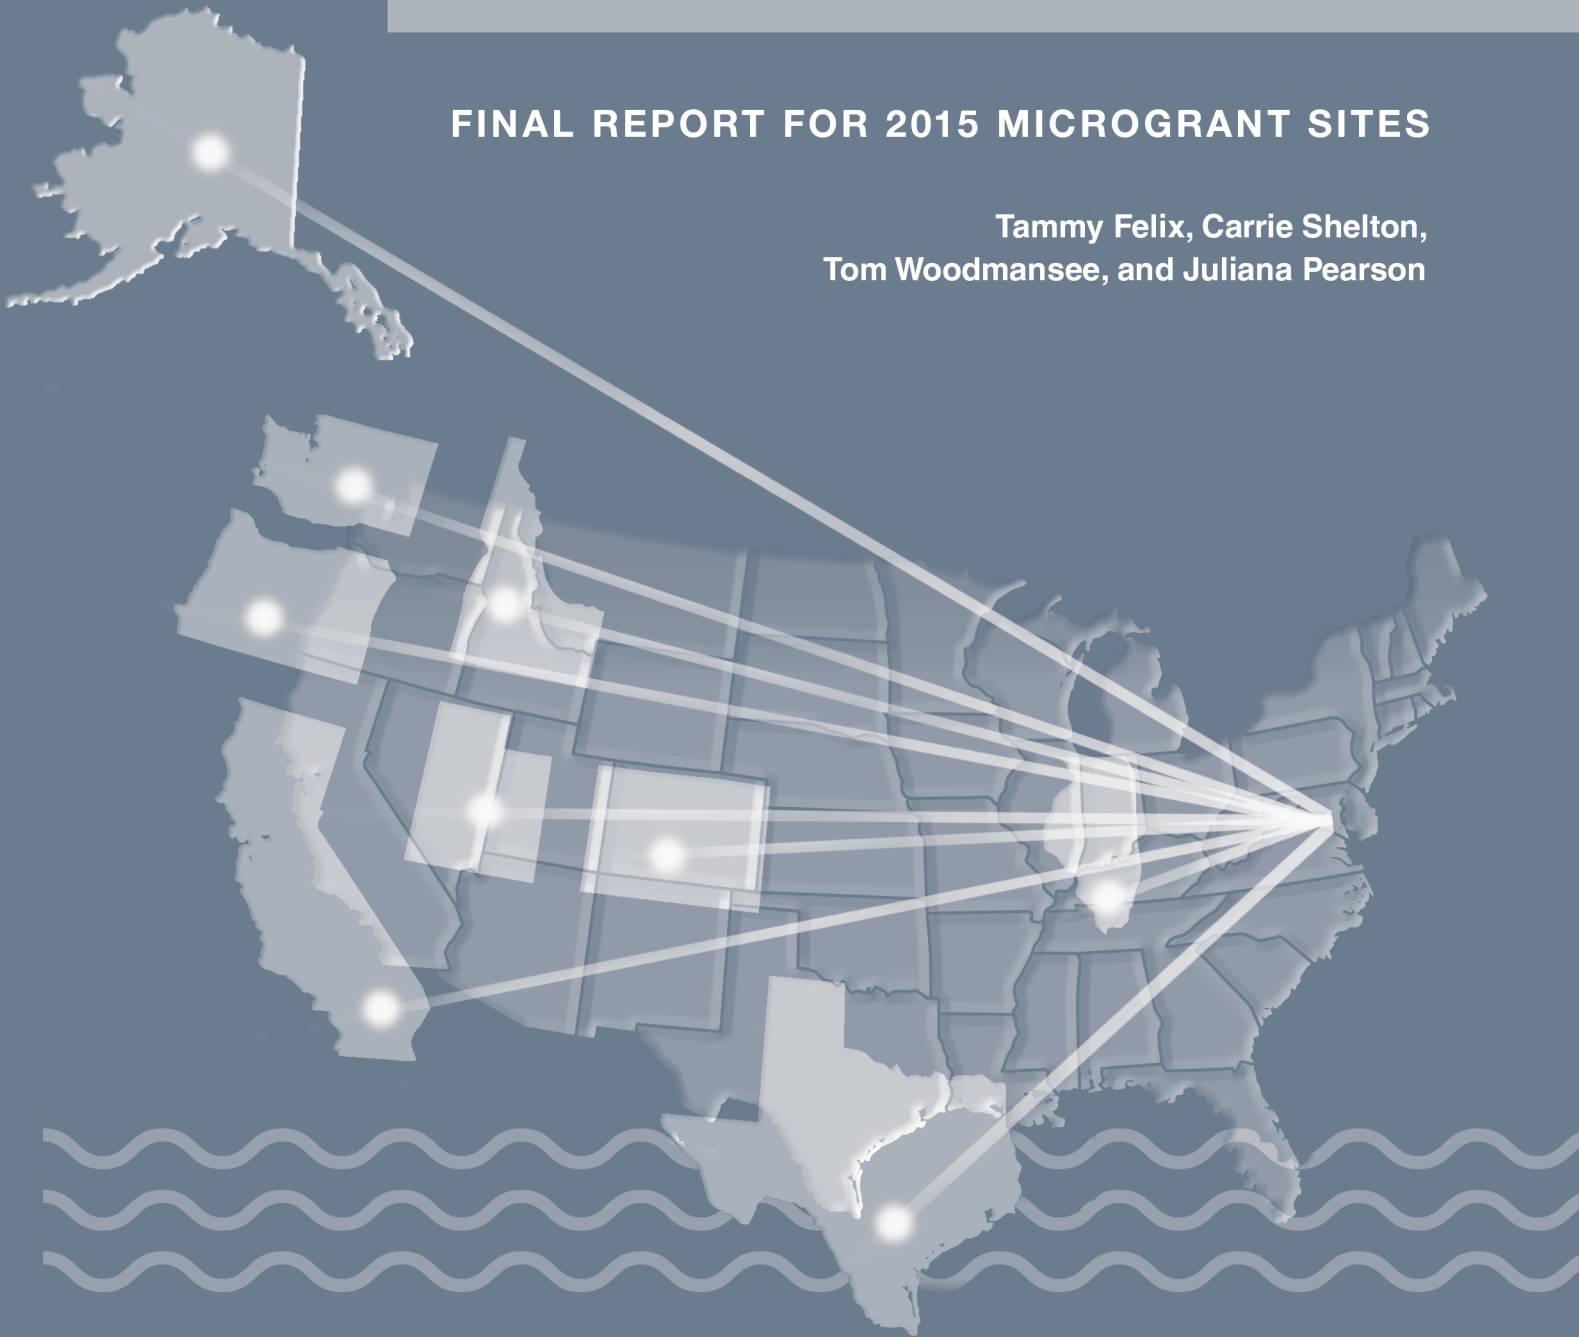 FINAL REPORT FOR 2015 MICROGRANT SITES
Tammy Felix, Carrie Shelton,
Tom Woodmansee, and Juliana Pearson